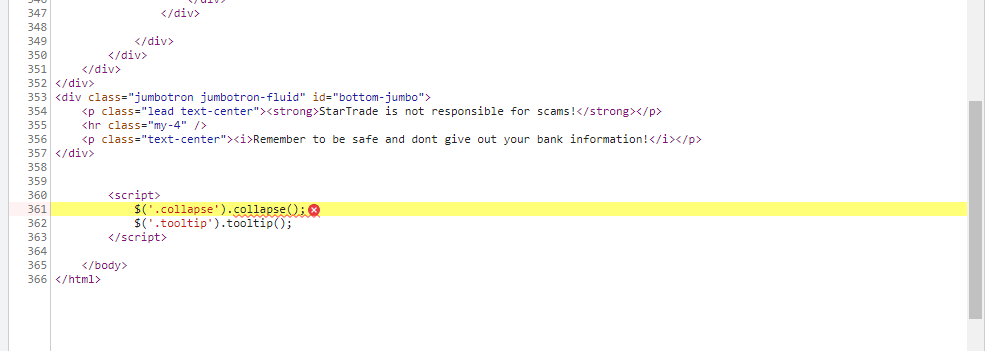 347 </div>
348
349 </div>
350 </div>
351 </div>
352 </div>
353 <div class="jumbotron jumbotron-fluid" id="bottom-jumbo">
354 <p class="lead text-center"><strong>StarTrade is not responsible for scams!</strong></p>
355 <hr class="my-4" />
356 <p class="text-center"><i>Remember to be safe and dont give out your bank information!</i></p>
357 </div>
358
359
360 <script>
361 $('.collapse').collapse();
362 $('.tooltip').tooltip();
363 </script>
364
365 </body>
366 </html>